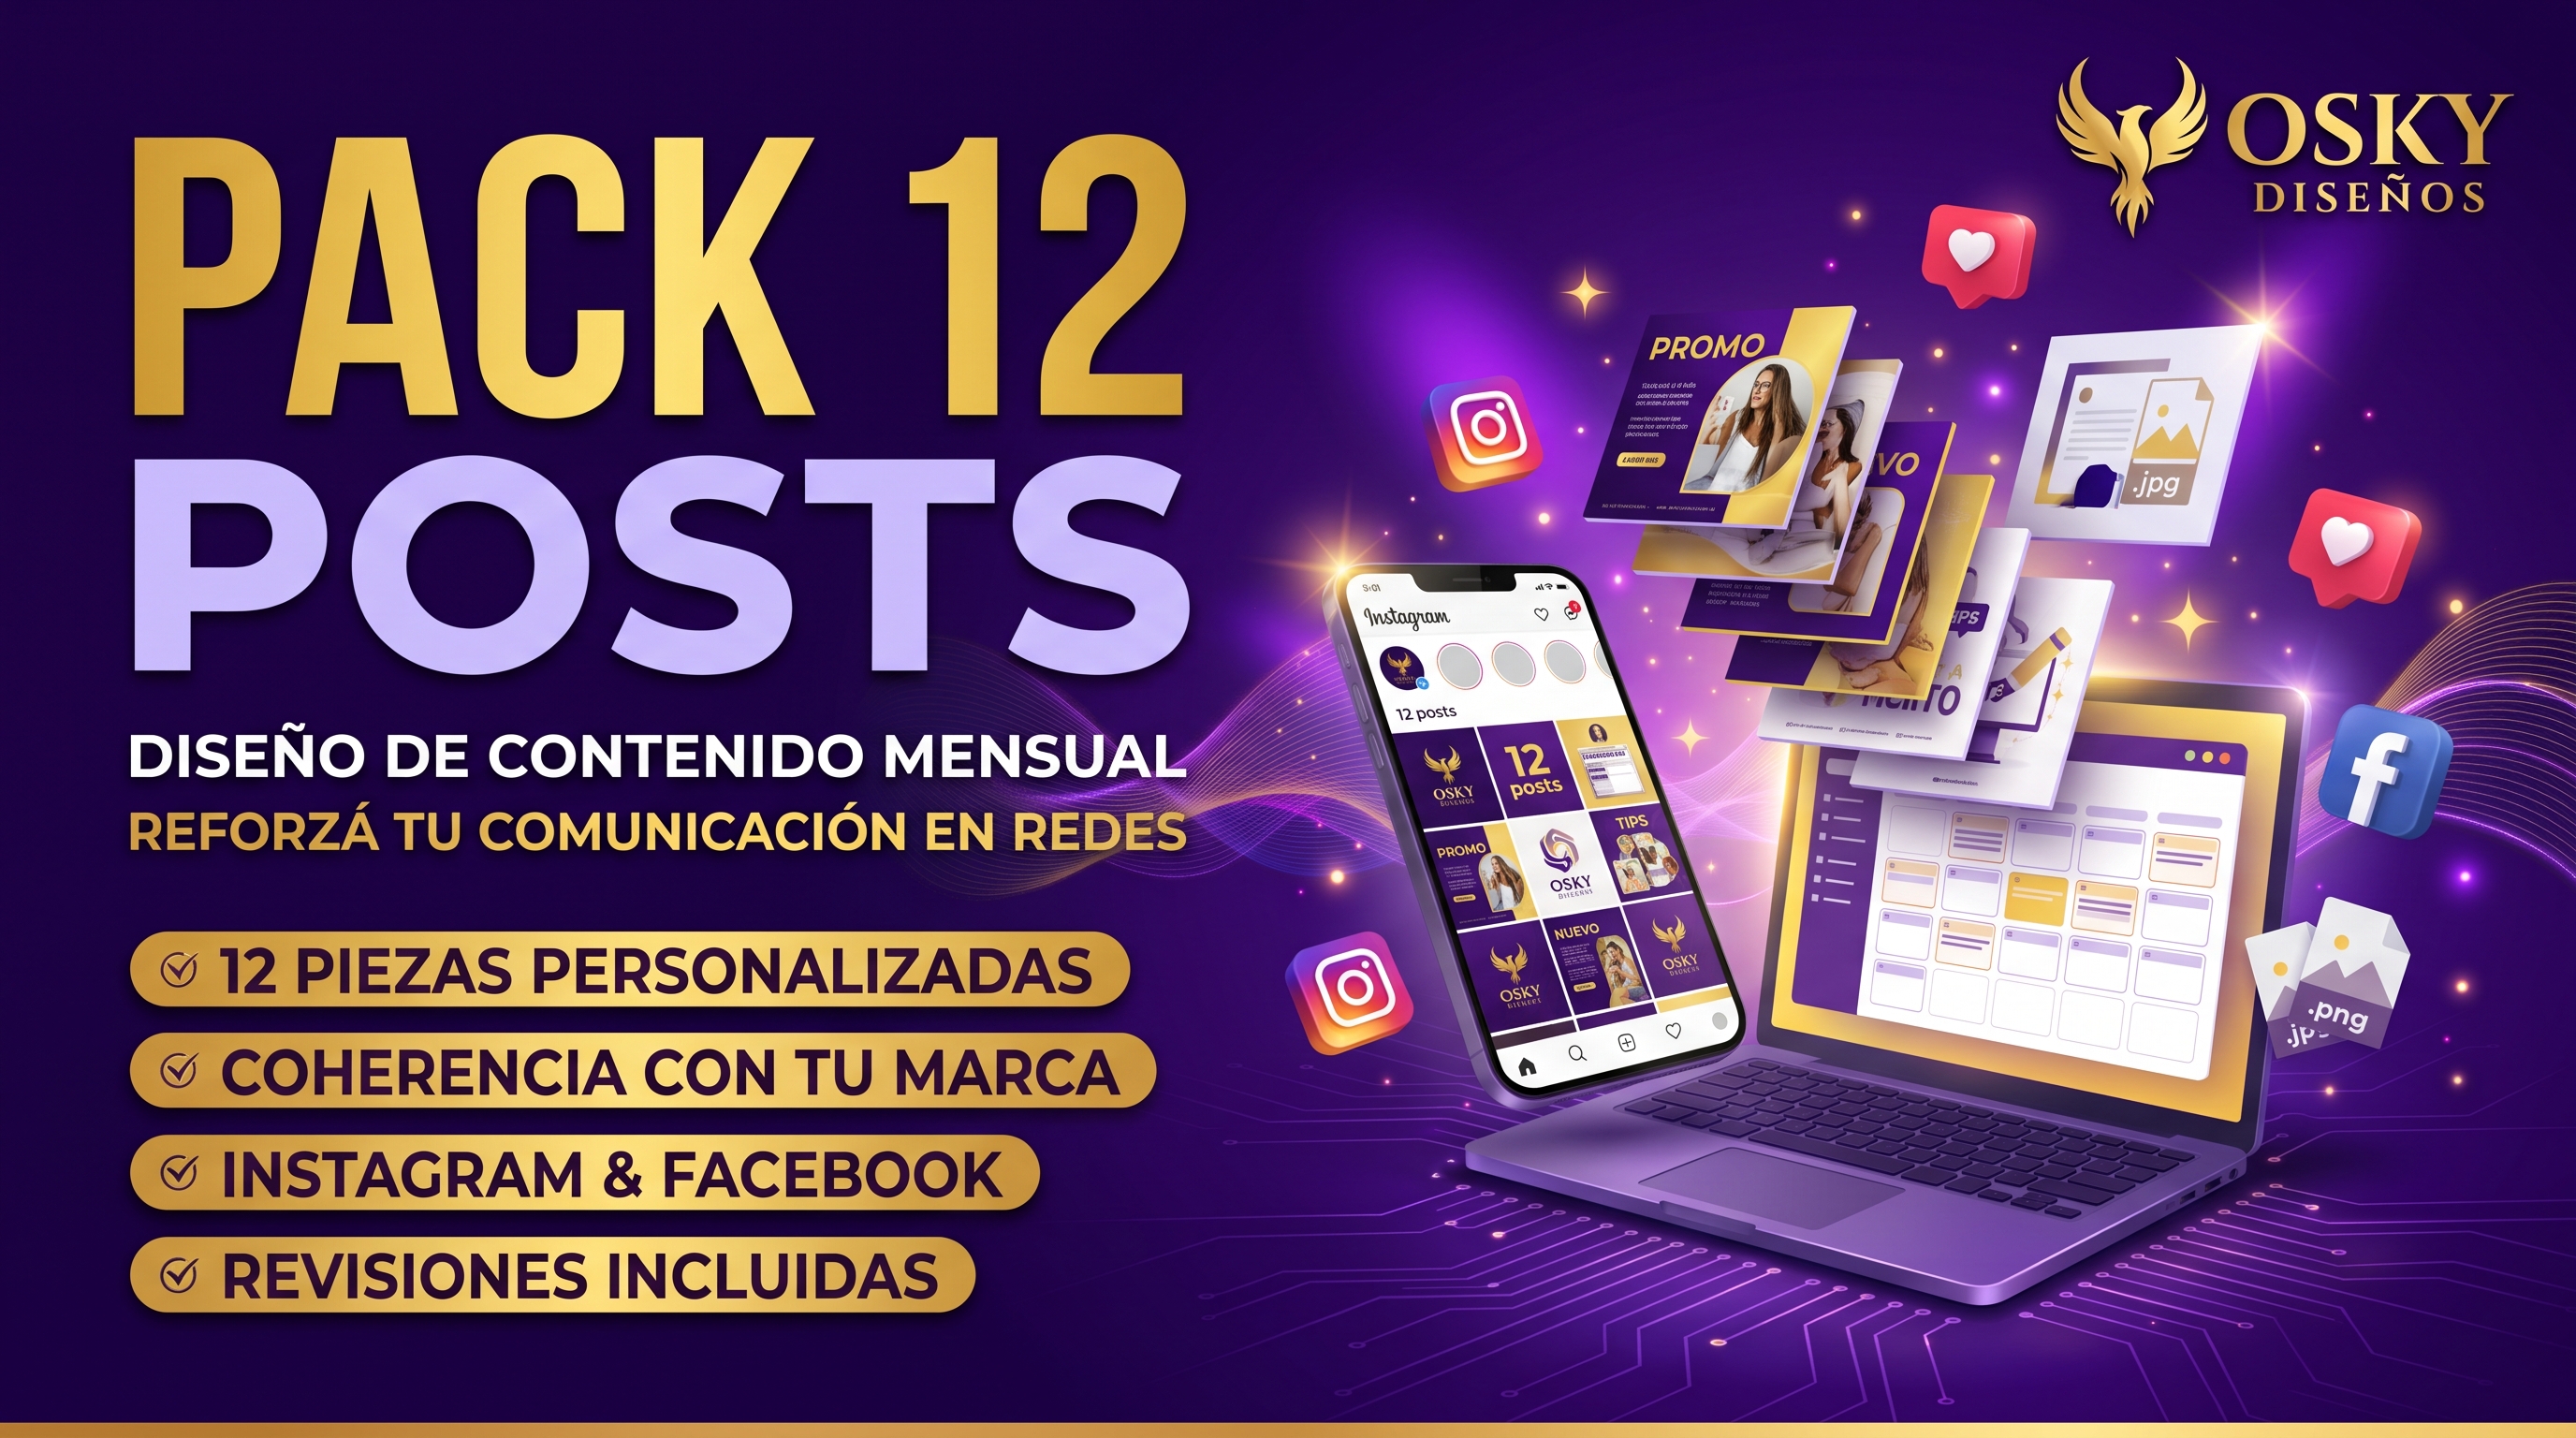 OSKY
DISEÑOS
PACK 12
POSTS
DISEÑO DE CONTENIDO MENSUAL
REFORZÁ TU COMUNICACIÓN EN REDES
12 PIEZAS PERSONALIZADAS
COHERENCIA CON TU MARCA
INSTAGRAM & FACEBOOK
REVISIONES INCLUIDAS
PROMO
.jpg
Instagram
12 posts
OSKY
12
posts
PROMO
OSKY
TIPS
OSKY
NUEVO
OSKY
.png